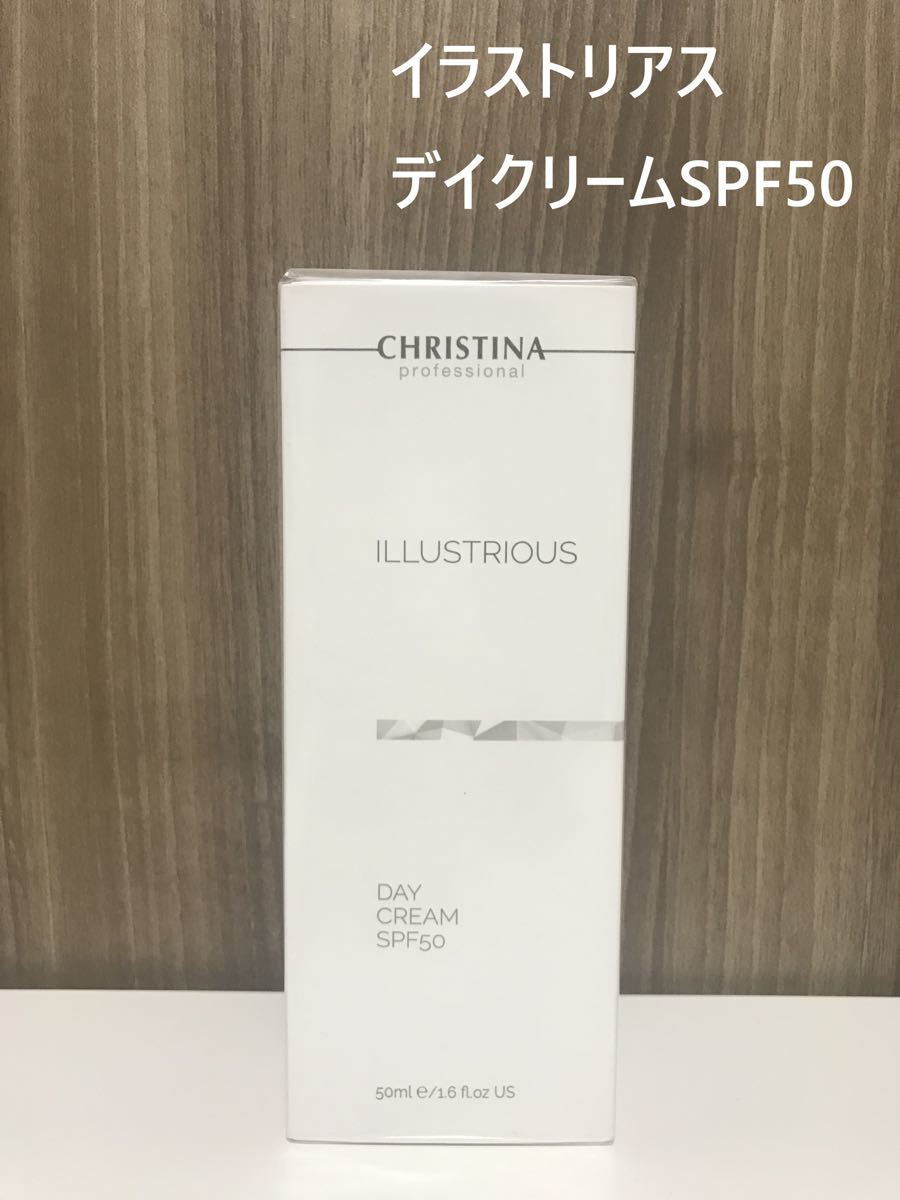 イラストリアス
デイクリームSPF50
CHRISTINA
professional
ILLUSTRIOUS
DAY
CREAM
SPF50
50ml e/1.6 fl.oz US